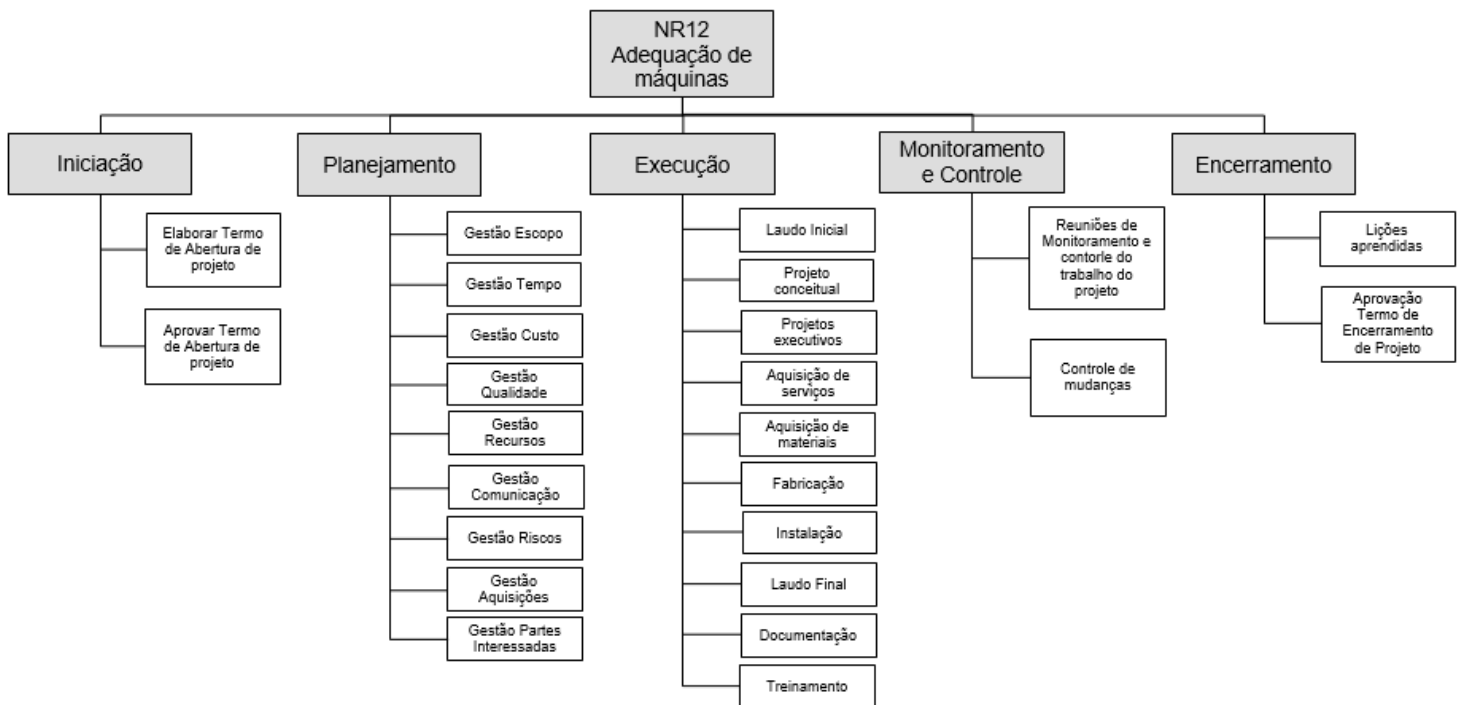 NR12
Adequação de
máquinas
Iniciação
Elaborar Termo
de Abertura de
projeto
Aprovar Termo
de Abertura de
projeto
Planejamento
Gestão Escopo
Gestão Tempo
Gestão Custo
Gestão
Qualidade
Gestão
Recursos
Gestão
Comunicação
Gestão Riscos
Gestão
Aquisições
Gestão Partes
Interessadas
Execução
Laudo Inicial
Projeto
conceitual
Projetos
executivos
Aquisição de
serviços
Aquisição de
materiais
Fabricação
Instalação
Laudo Final
Documentação
Treinamento
Monitoramento
e Controle
Reuniões de
Monitoramento e
contorle do
trabalho do
projeto
Controle de
mudanças
Encerramento
Lições
aprendidas
Aprovação
Termo de
Encerramento
de Projeto